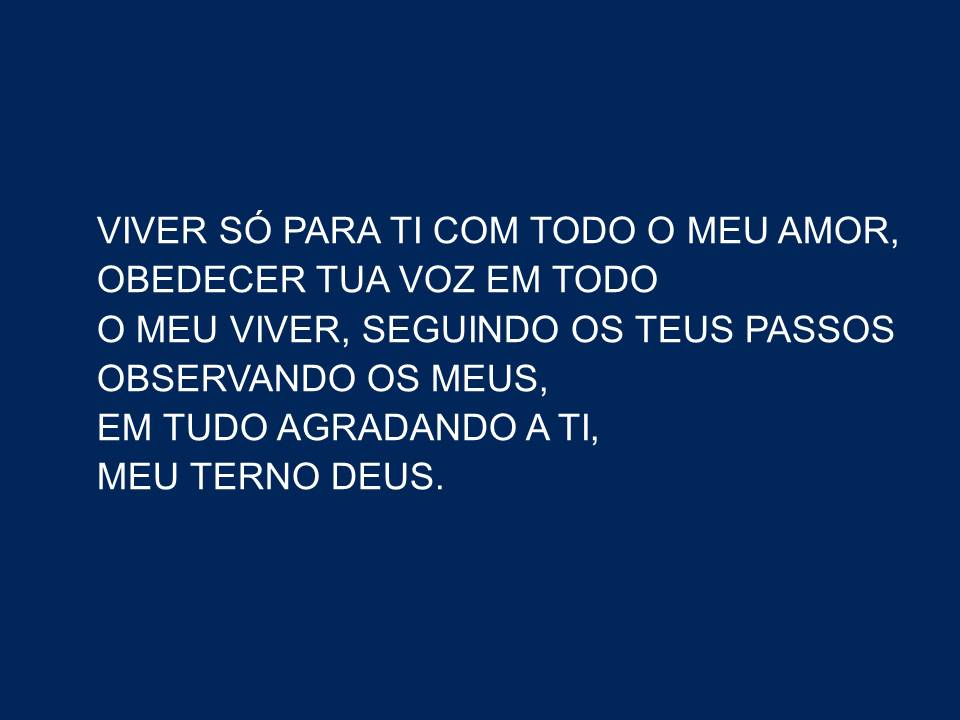 VIVER SÓ PARA TI COM TODO O MEU AMOR,
OBEDECER TUA VOZ EM TODO
O MEU VIVER, SEGUINDO OS TEUS PASSOS
OBSERVANDO OS MEUS,
EM TUDO AGRADANDO A TI,
MEU TERNO DEUS.